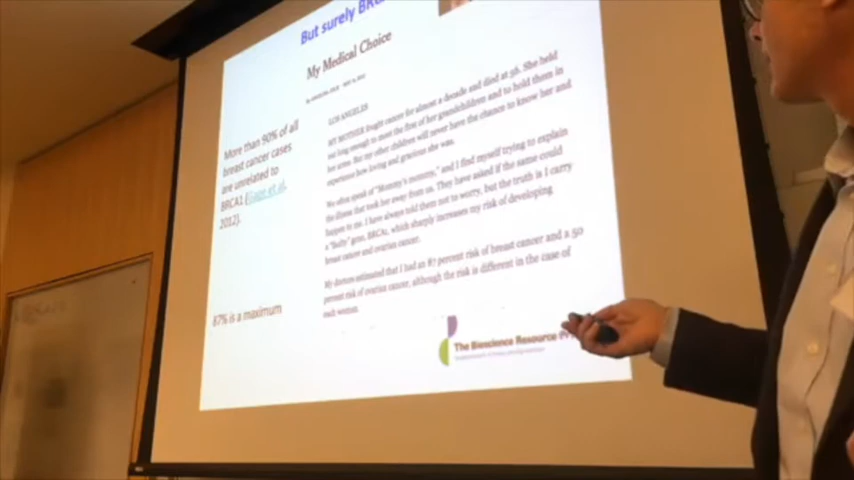 But surely
My Medical Choice
LOS ANGELES
MY MOTHER fought cancer for almost a decade and died at 56. She held
out long enough to meet the first of her grandchildren and to hold them in
her arms. But my other children will never have the chance to know her and
experience how loving and gracious she was.
We often speak of “Mommy’s mommy,” and I find myself trying to explain
the illness that took her away from us. They have asked if the same could
happen to me. I have always told them not to worry, but the truth is I carry
a “faulty” gene, BRCA1, which sharply increases my risk of developing
breast cancer and ovarian cancer.
My doctors estimated that I had an 87 percent risk of breast cancer and a 50
percent risk of ovarian cancer, although the risk is different in the case of
each woman.
More than 90% of all
breast cancer cases
are unrelated to
BRCA1 (Gage et al.
2012).
87% is a maximum
The Bioscience Resource